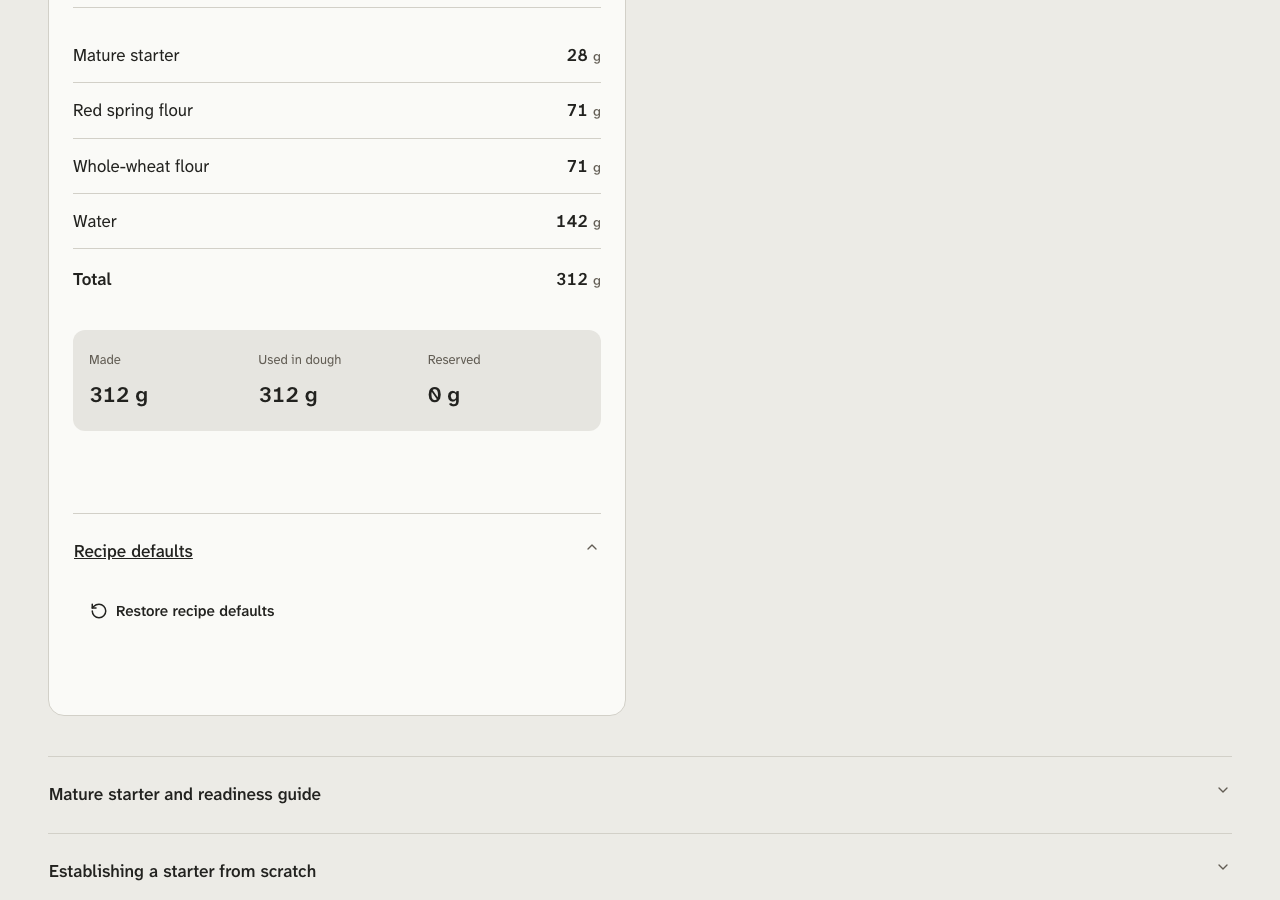 Mature starter 28 g
Red spring flour 71 g
Whole-wheat flour 71 g
Water 142 g
Total 312 g
Made Used in dough Reserved
312 g 312 g 0 g
Recipe defaults
Restore recipe defaults
Mature starter and readiness guide
Establishing a starter from scratch